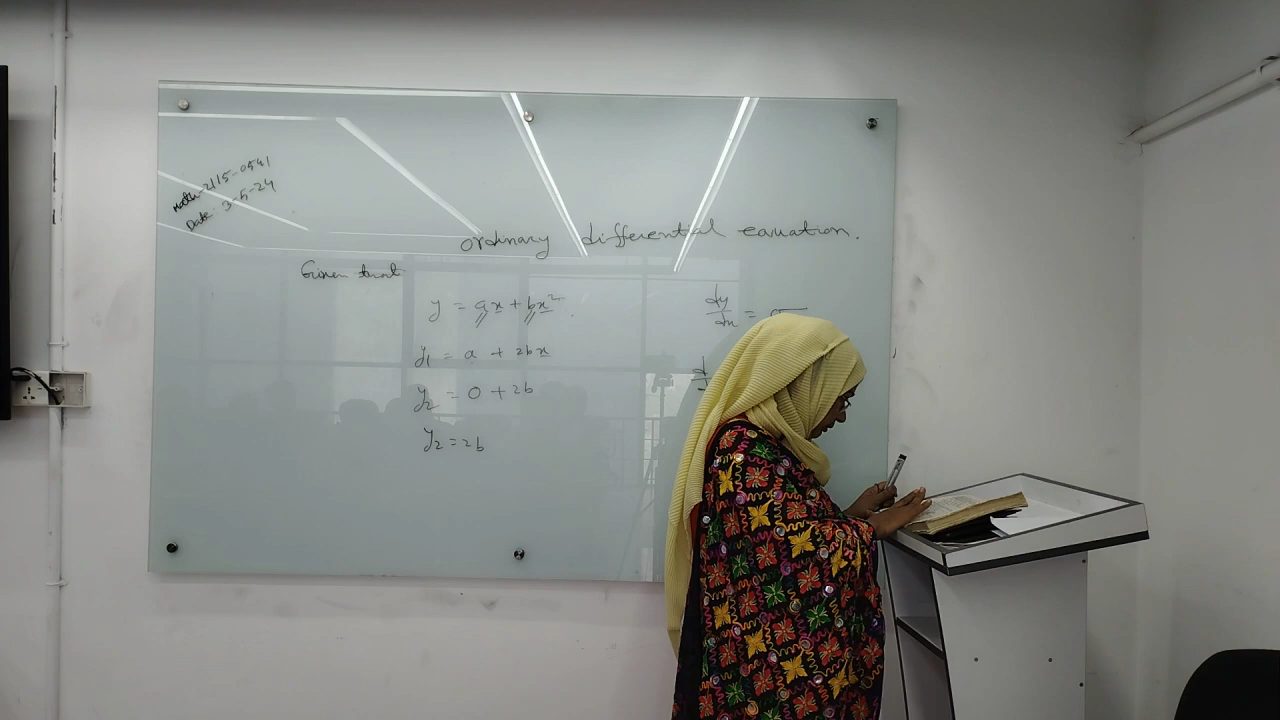 Math-2115-0541
Date: 3-5-24
Ordinary differential equation.
Given that
y = ax + bx²
y₁ = a + 2bx
y₂ = 0 + 2b
y₂ = 2b
dy/dx =